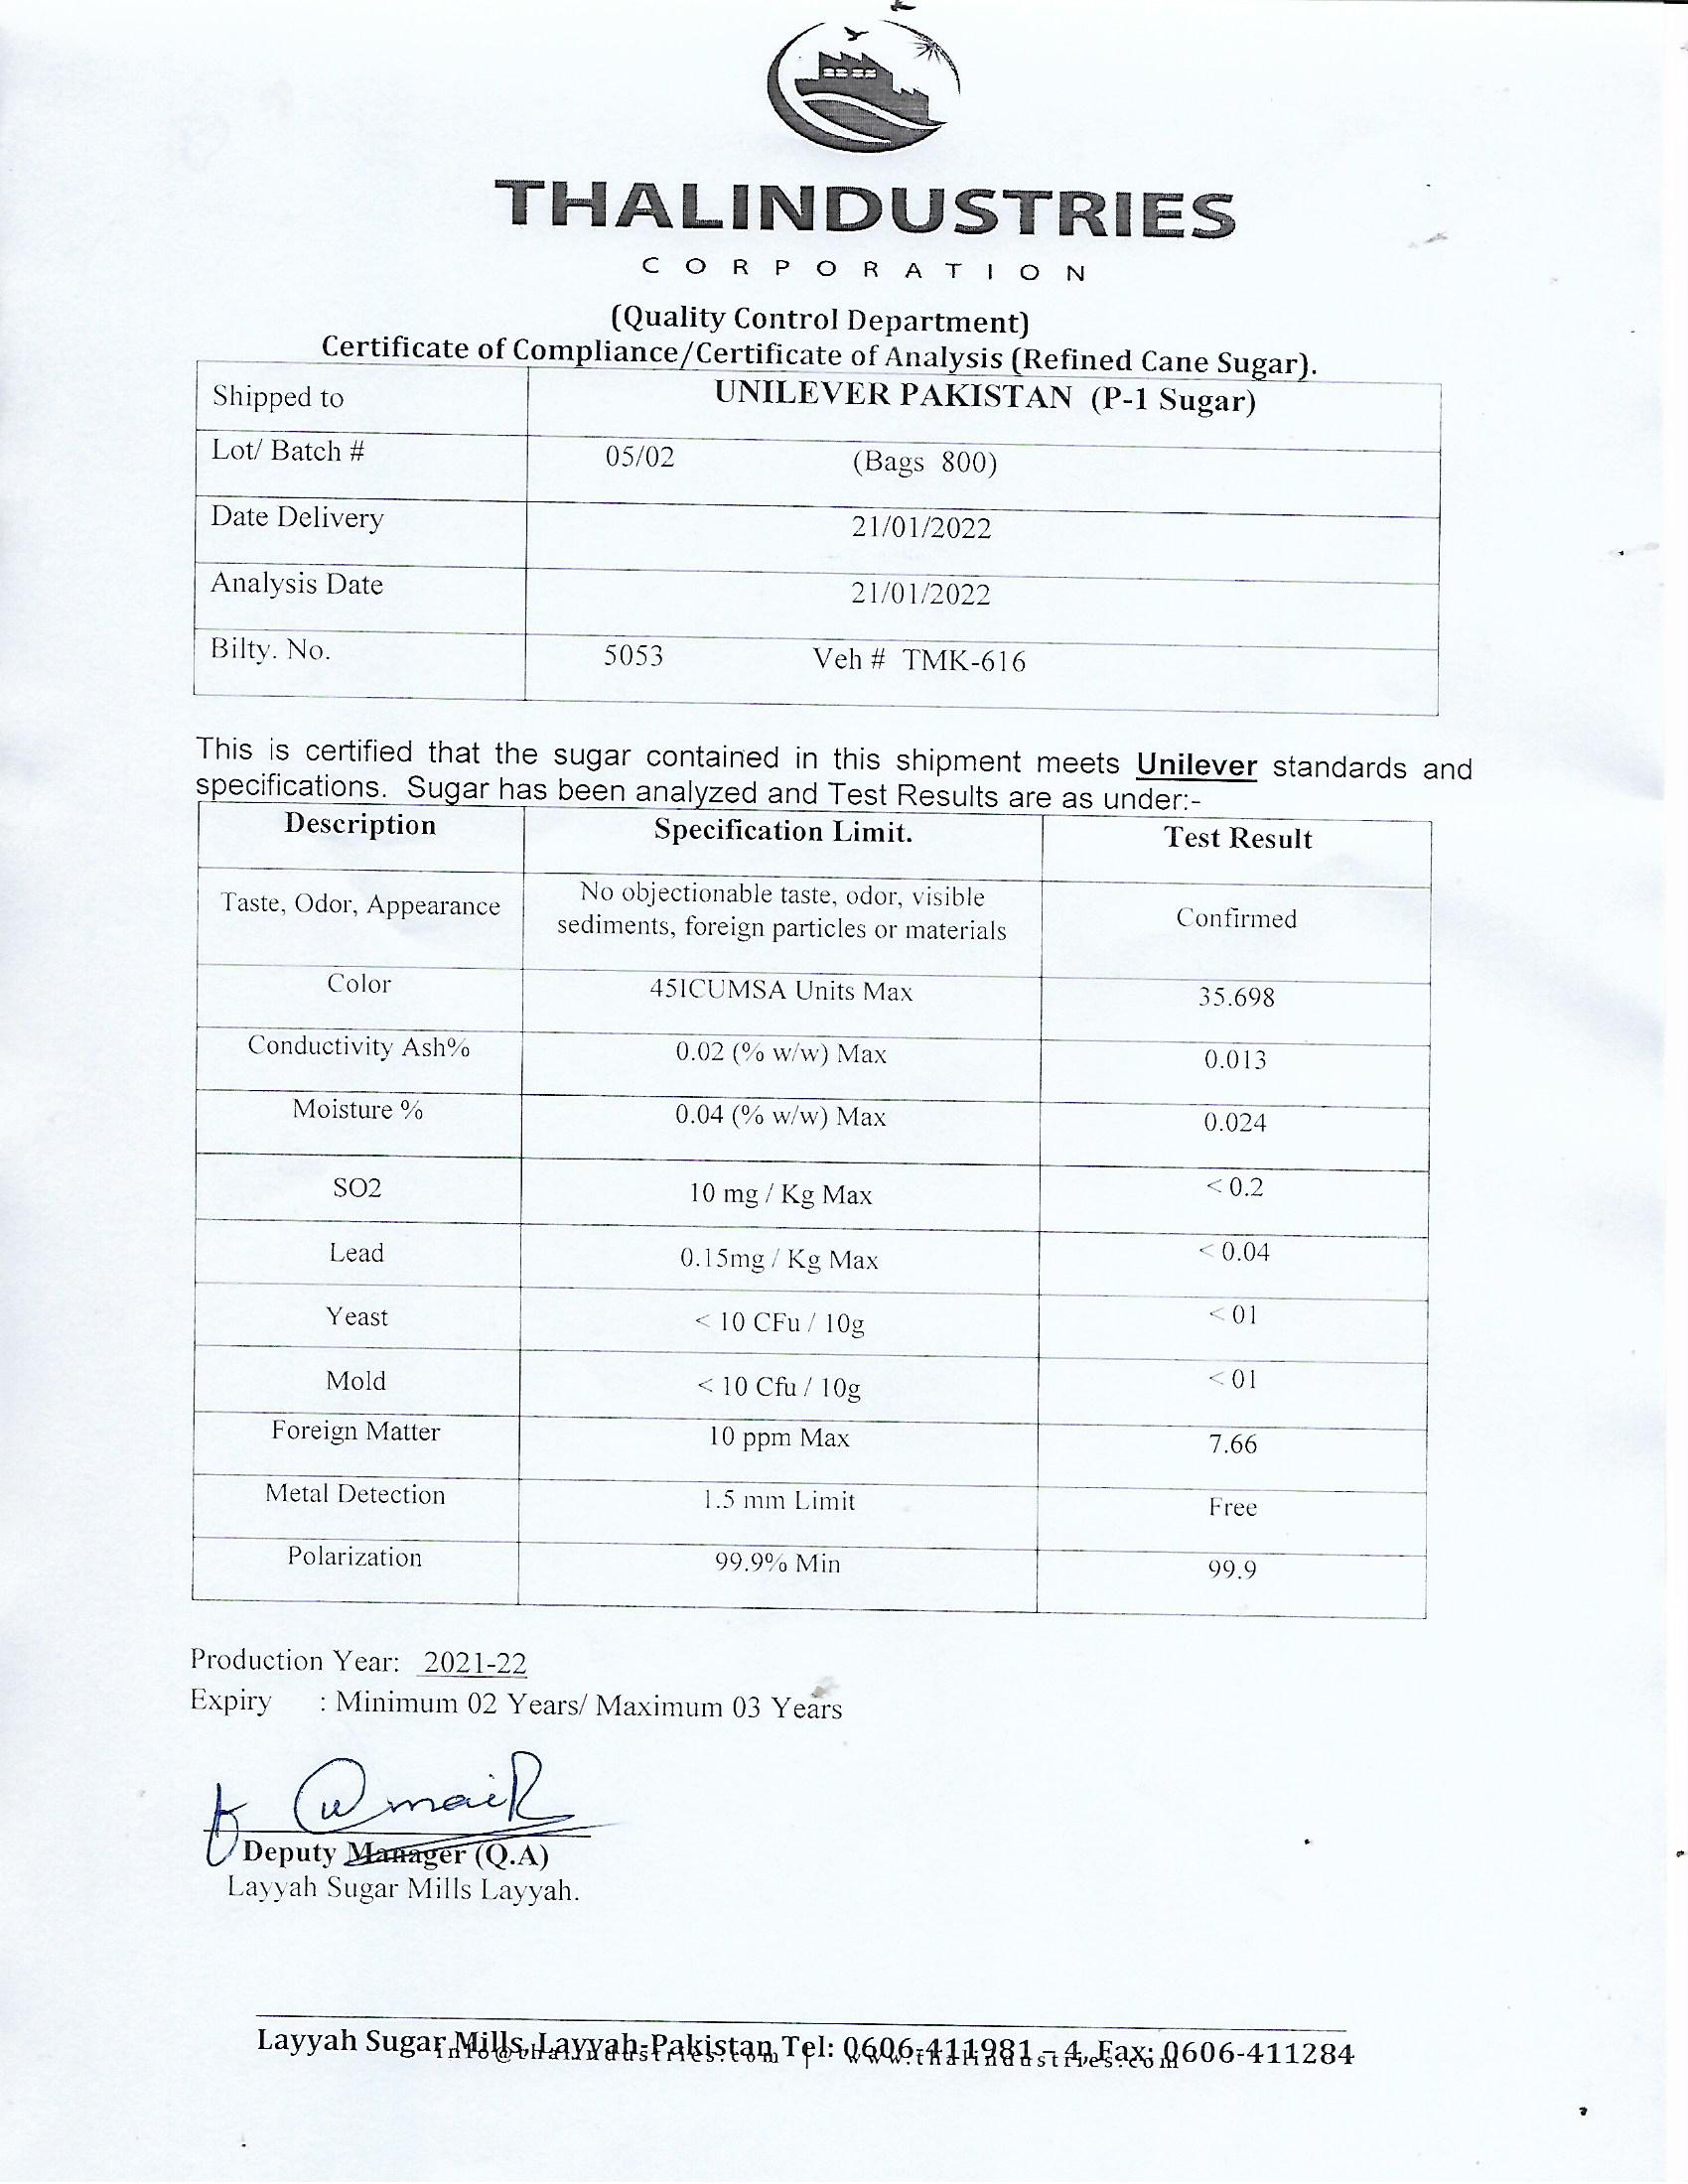 THALINDUSTRIES
CORPORATION
(Quality Control Department)
Certificate of Compliance/Certificate of Analysis (Refined Cane Sugar).
Shipped to UNILEVER PAKISTAN (P-1 Sugar)
Lot/ Batch # 05/02 (Bags 800)
Date Delivery 21/01/2022
Analysis Date 21/01/2022
Bilty. No. 5053 Veh # TMK-616
This is certified that the sugar contained in this shipment meets Unilever standards and
specifications. Sugar has been analyzed and Test Results are as under:-
Description Specification Limit. Test Result
Taste, Odor, Appearance No objectionable taste, odor, visible
sediments, foreign particles or materials Confirmed
Color 45ICUMSA Units Max 35.698
Conductivity Ash% 0.02 (% w/w) Max 0.013
Moisture % 0.04 (% w/w) Max 0.024
SO2 10 mg / Kg Max < 0.2
Lead 0.15mg / Kg Max < 0.04
Yeast < 10 CFu / 10g < 01
Mold < 10 Cfu / 10g < 01
Foreign Matter 10 ppm Max 7.66
Metal Detection 1.5 mm Limit Free
Polarization 99.9% Min 99.9
Production Year: 2021-22
Expiry : Minimum 02 Years/ Maximum 03 Years
Umair
Deputy Manager (Q.A)
Layyah Sugar Mills Layyah.
Layyah Sugar Mills, Layyah-Pakistan Tel: 0606-411981 – 4, Fax: 0606-411284
info@thalindustries.com | www.thalindustries.com